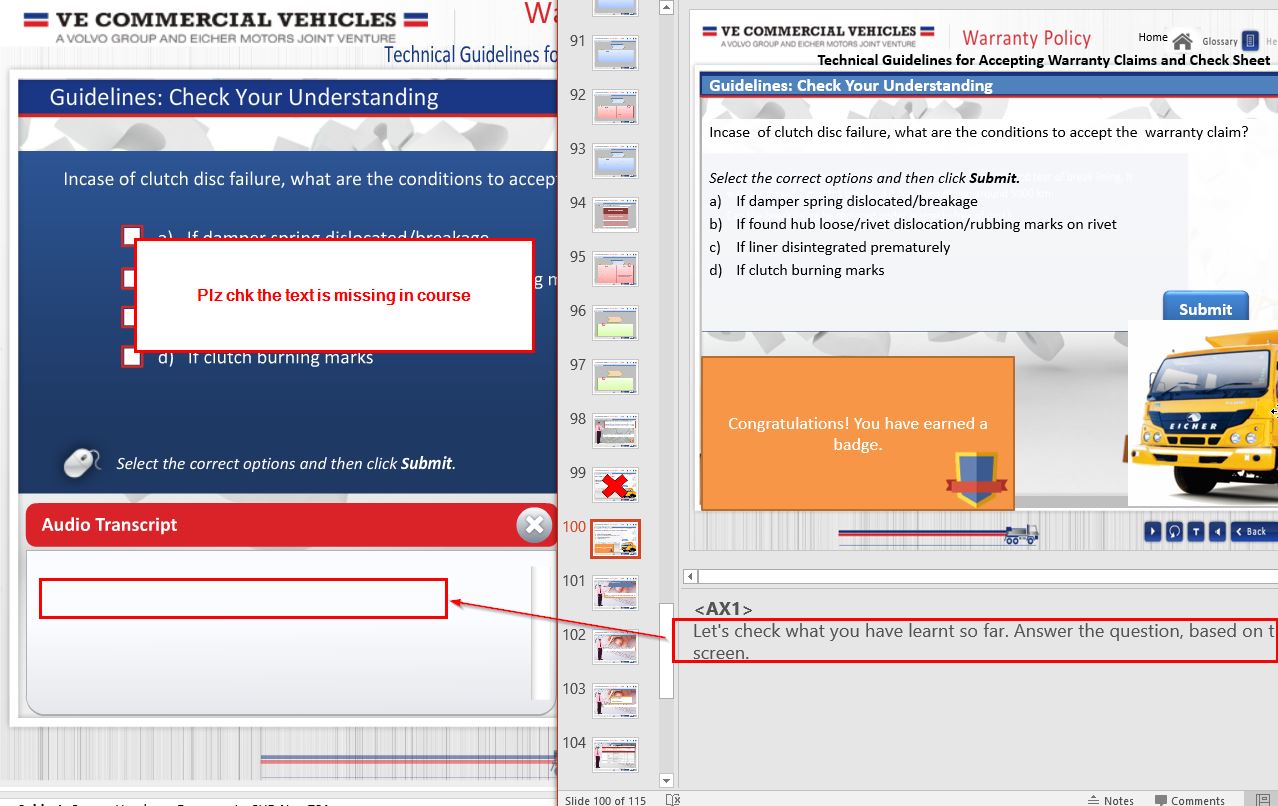 VE COMMERCIAL VEHICLES
A VOLVO GROUP AND EICHER MOTORS JOINT VENTURE
Wa
Technical Guidelines fo
Guidelines: Check Your Understanding
Incase of clutch disc failure, what are the conditions to accep
a) If damper spring dislocated/breakage
g m
Plz chk the text is missing in course
d) If clutch burning marks
Select the correct options and then click Submit.
Audio Transcript
91
92
93
94
95
96
97
98
99
100
101
102
103
104
VE COMMERCIAL VEHICLES
A VOLVO GROUP AND EICHER MOTORS JOINT VENTURE
Warranty Policy
Home
Glossary
He
Technical Guidelines for Accepting Warranty Claims and Check Sheet
Guidelines: Check Your Understanding
Incase of clutch disc failure, what are the conditions to accept the warranty claim?
Select the correct options and then click Submit.
a) If damper spring dislocated/breakage
b) If found hub loose/rivet dislocation/rubbing marks on rivet
c) If liner disintegrated prematurely
d) If clutch burning marks
Submit
EICHER
Congratulations! You have earned a
badge.
T
Back
<AX1>
Let's check what you have learnt so far. Answer the question, based on t
screen.
Slide 100 of 115
Notes
Comments